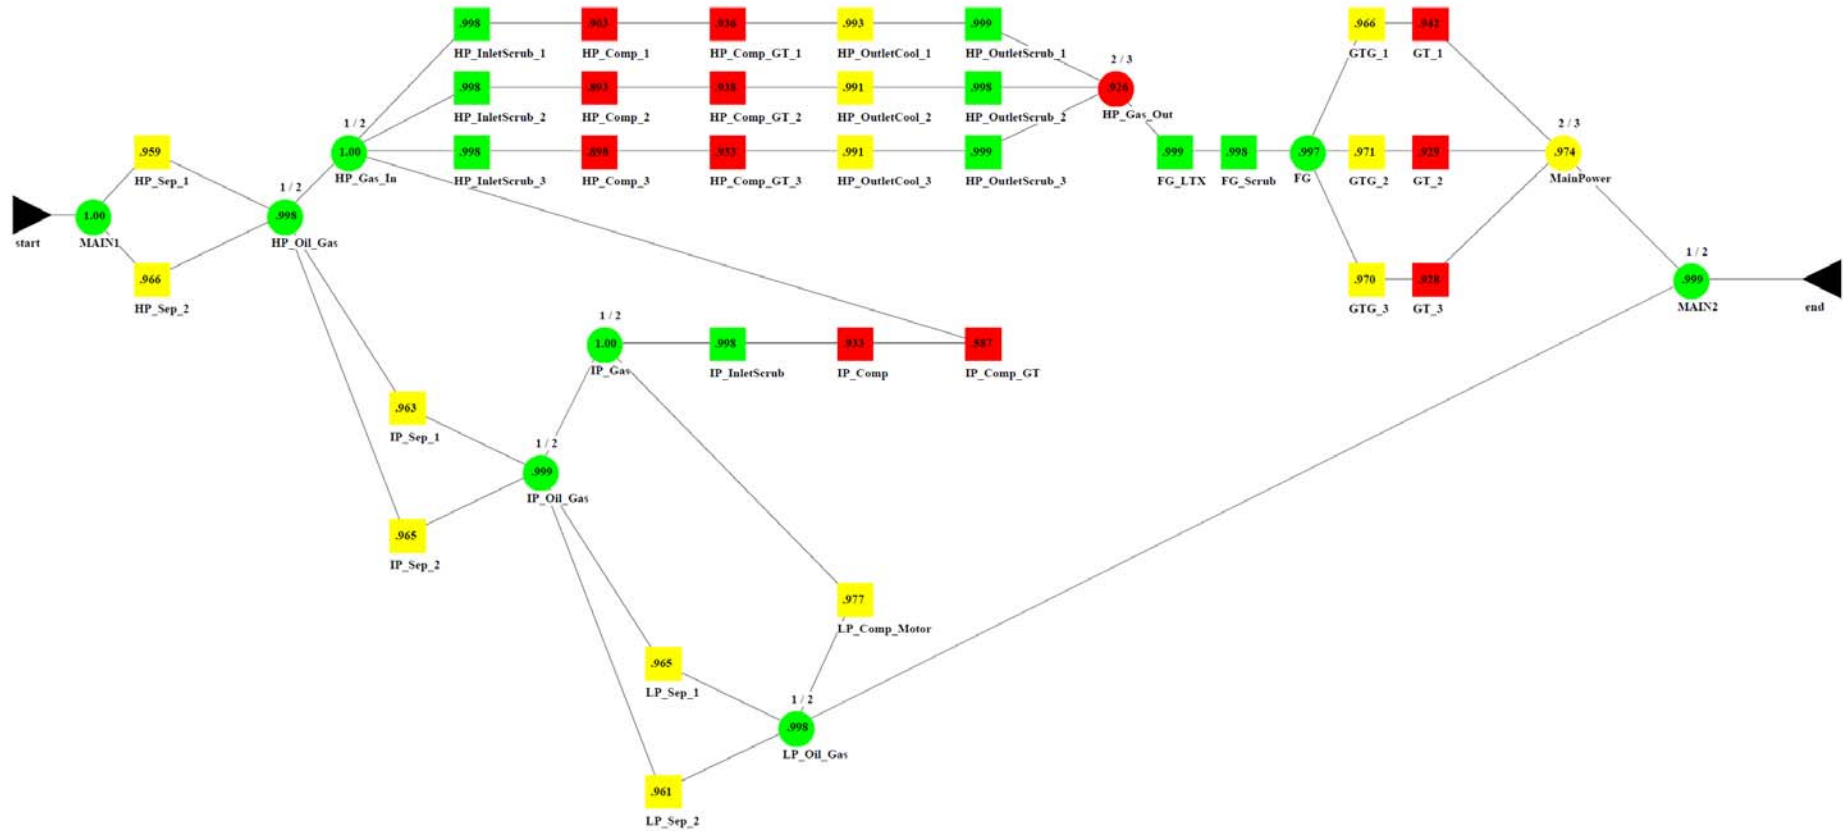 .998 .903 .936 .993 .999 .966 .942
HP_InletScrub_1 HP_Comp_1 HP_Comp_GT_1 HP_OutletCool_1 HP_OutletScrub_1 GTG_1 GT_1
2 / 3
.998 .893 .938 .991 .998 .926
HP_InletScrub_2 HP_Comp_2 HP_Comp_GT_2 HP_OutletCool_2 HP_OutletScrub_2 HP_Gas_Out
1 / 2 2 / 3
.959 1.00 .998 .898 .933 .991 .999 .999 .998 .997 .971 .929 .974
HP_Sep_1 HP_Gas_In HP_InletScrub_3 HP_Comp_3 HP_Comp_GT_3 HP_OutletCool_3 HP_OutletScrub_3 FG_LTX FG_Scrub FG GTG_2 GT_2 MainPower
1 / 2
1.00 .998
start MAIN1 HP_Oil_Gas
1 / 2
.966 .970 .928 .999
HP_Sep_2 GTG_3 GT_3 MAIN2 end
1 / 2
1.00 .998 .933 .887
IP_Gas IP_InletScrub IP_Comp IP_Comp_GT
.963
IP_Sep_1
1 / 2
.999
IP_Oil_Gas
.965
IP_Sep_2
.977
LP_Comp_Motor
.965
LP_Sep_1
1 / 2
.998
LP_Oil_Gas
.961
LP_Sep_2